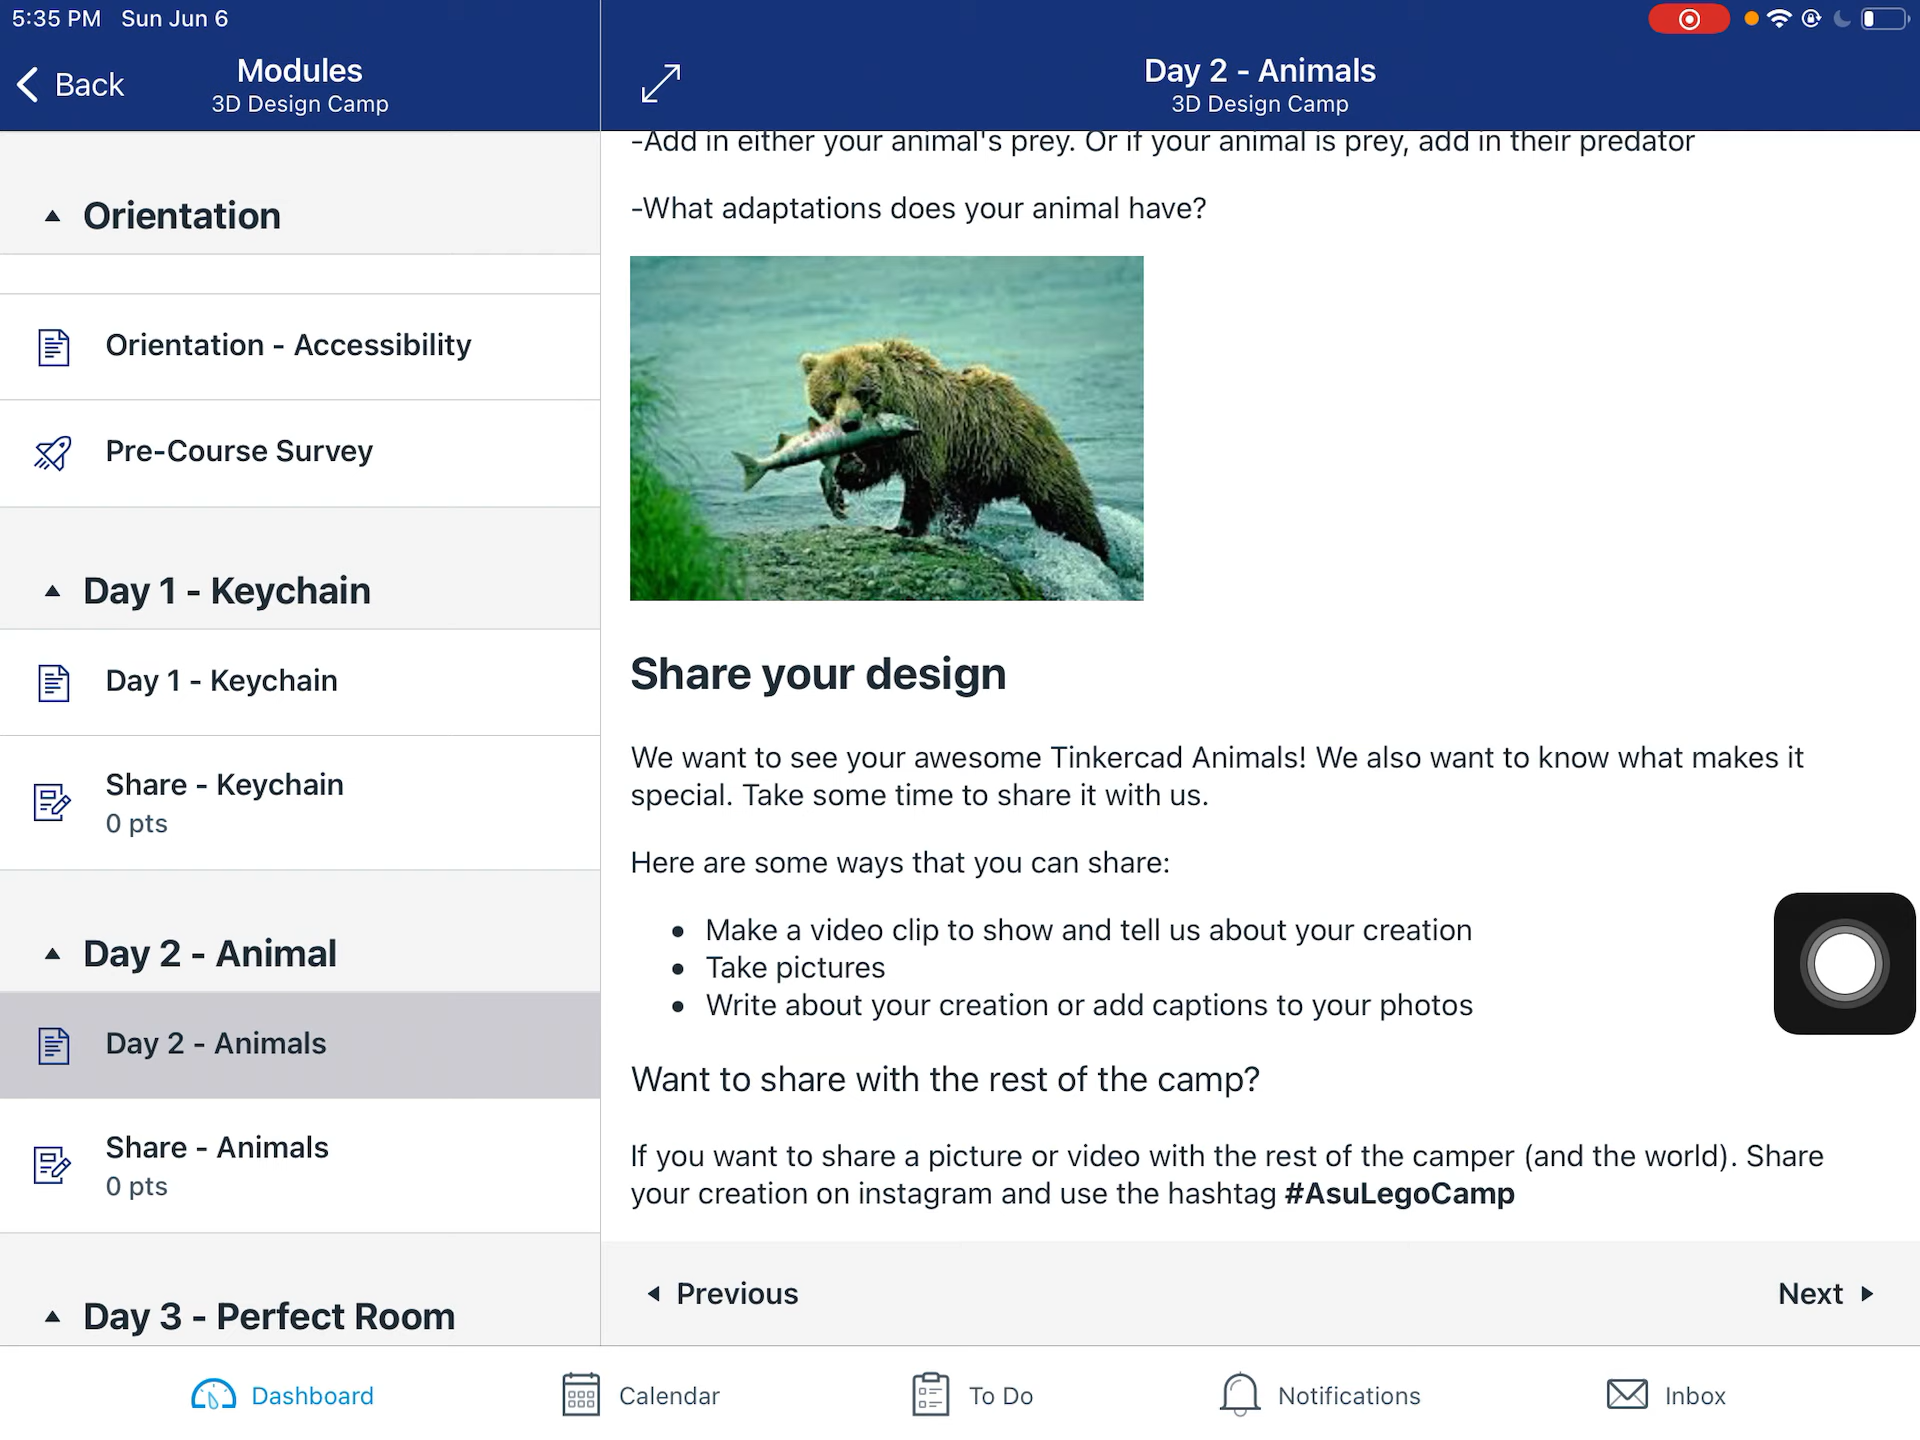 5:35 PM Sun Jun 6
Back
Modules
3D Design Camp
Day 2 - Animals
3D Design Camp
Orientation
Orientation - Accessibility
Pre-Course Survey
Day 1 - Keychain
Day 1 - Keychain
Share - Keychain
0 pts
Day 2 - Animal
Day 2 - Animals
Share - Animals
0 pts
Day 3 - Perfect Room
-Add in either your animal's prey. Or if your animal is prey, add in their predator
-What adaptations does your animal have?
Share your design
We want to see your awesome Tinkercad Animals! We also want to know what makes it
special. Take some time to share it with us.
Here are some ways that you can share:
• Make a video clip to show and tell us about your creation
• Take pictures
• Write about your creation or add captions to your photos
Want to share with the rest of the camp?
If you want to share a picture or video with the rest of the camper (and the world). Share
your creation on instagram and use the hashtag #AsuLegoCamp
Previous
Next
Dashboard
Calendar
To Do
Notifications
Inbox